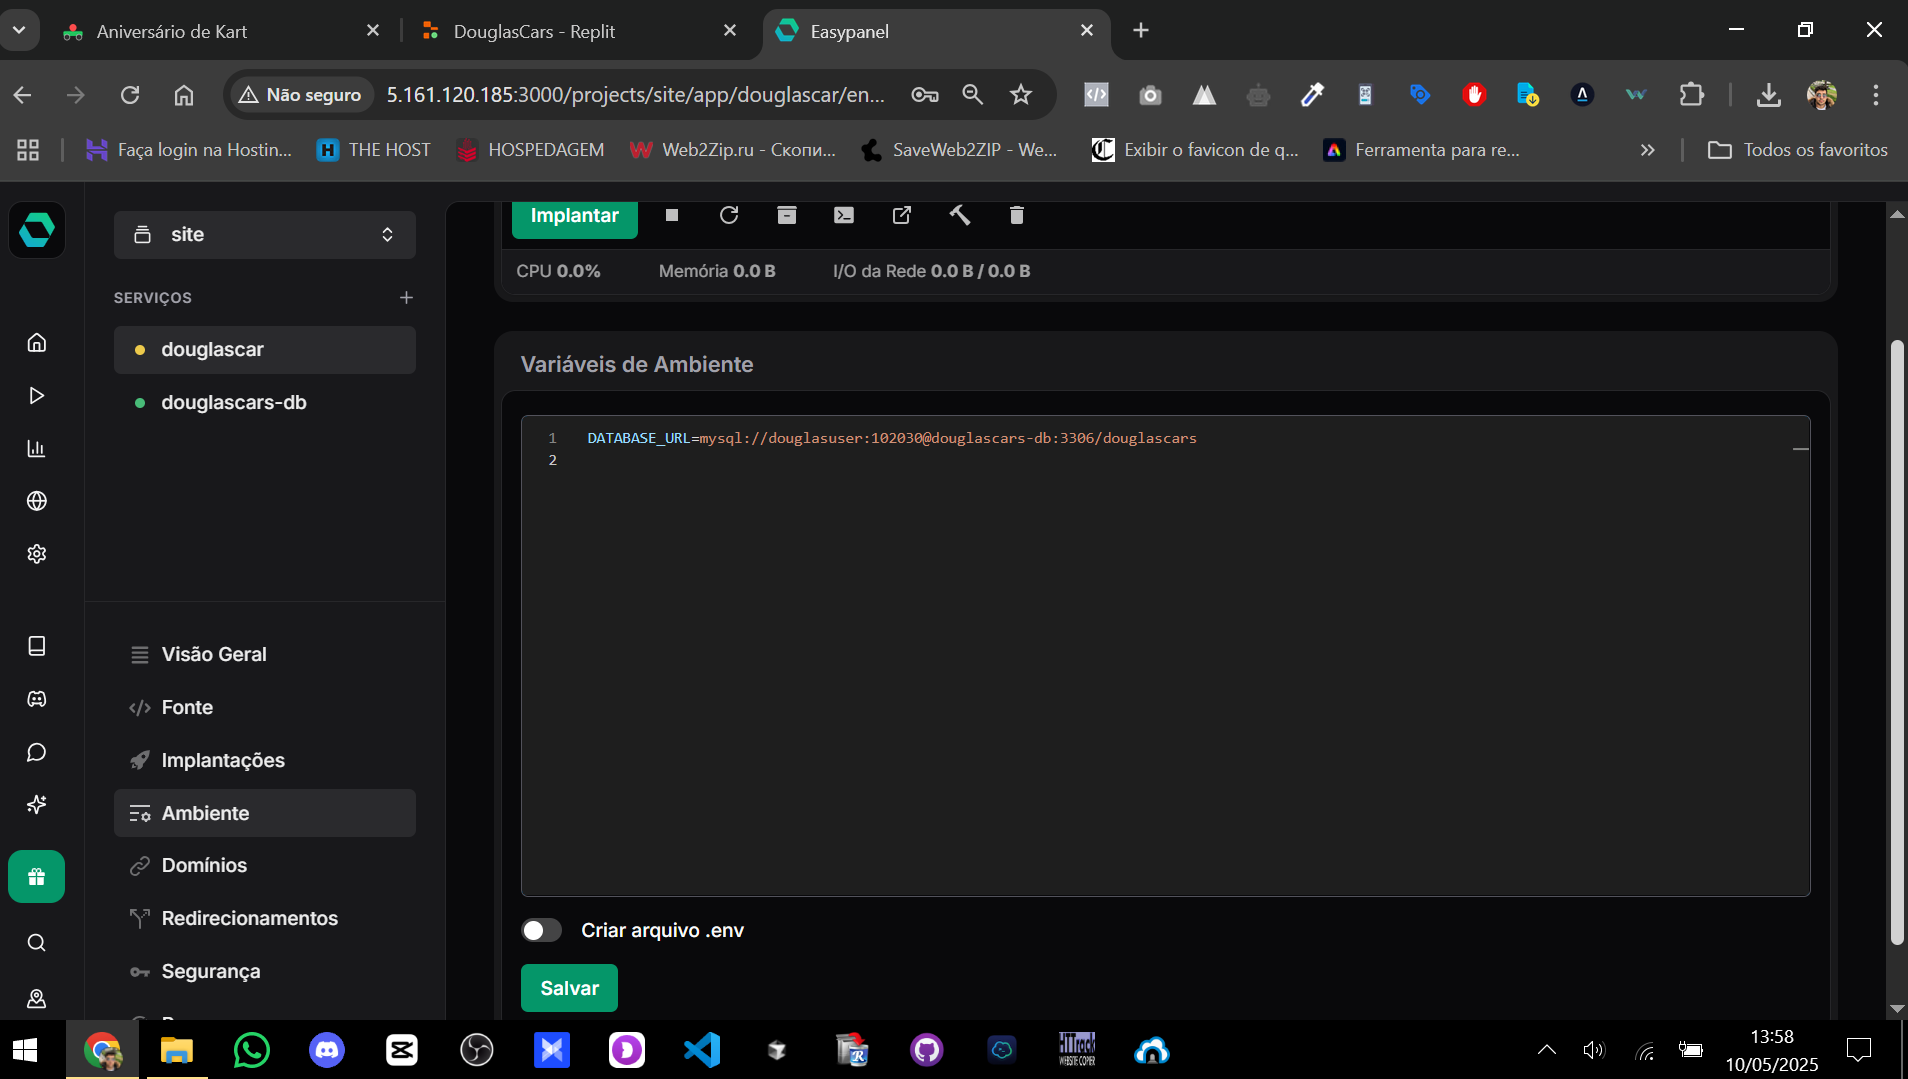 Aniversário de Kart
DouglasCars - Replit
Easypanel
Não seguro
5.161.120.185:3000/projects/site/app/douglascar/en...
Faça login na Hostin...
THE HOST
HOSPEDAGEM
Web2Zip.ru - Скопи...
SaveWeb2ZIP - We...
Exibir o favicon de q...
Ferramenta para re...
Todos os favoritos
site
SERVIÇOS
douglascar
douglascars-db
Visão Geral
Fonte
Implantações
Ambiente
Domínios
Redirecionamentos
Segurança
Implantar
CPU 0.0%
Memória 0.0 B
I/O da Rede 0.0 B / 0.0 B
Variáveis de Ambiente
1 DATABASE_URL=mysql://douglasuser:102030@douglascars-db:3306/douglascars
2
Criar arquivo .env
Salvar
HTTrack
WEBSITE COPIER
13:58
10/05/2025